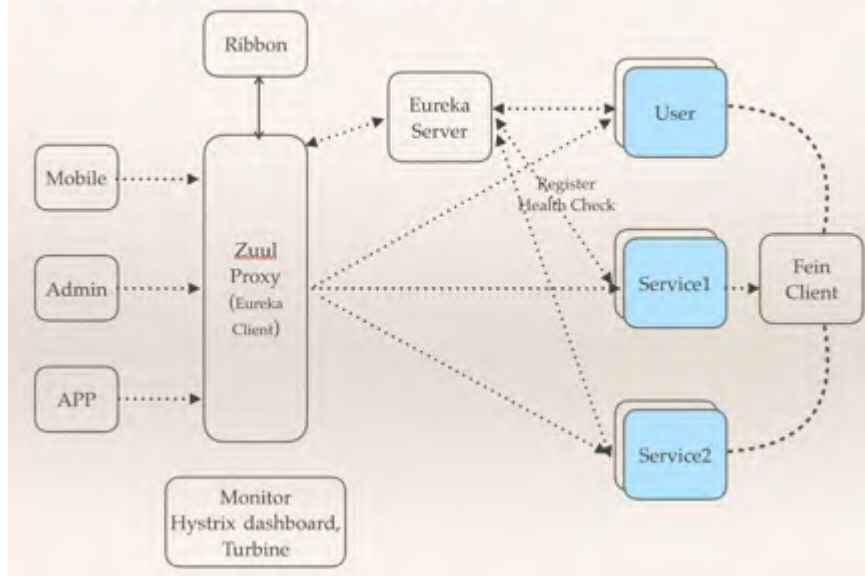 Ribbon
Eureka
Server
User
Mobile
Register
Health Check
Zuul
Proxy
(Eureka
Client)
Admin
Service1
Fein
Client
APP
Service2
Monitor
Hystrix dashboard,
Turbine